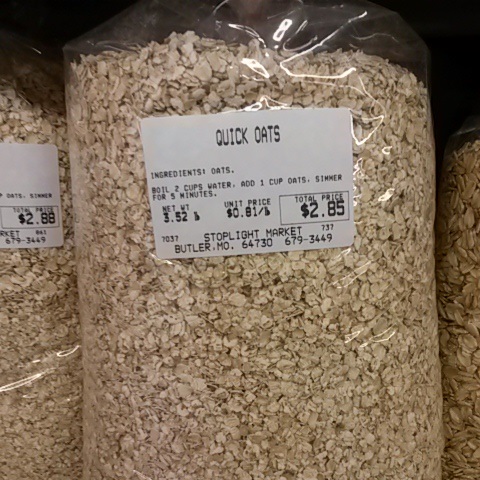 QUICK OATS
INGREDIENTS: OATS.
BOIL 2 CUPS WATER. ADD 1 CUP OATS. SIMMER
FOR 5 MINUTES.
NET WT UNIT PRICE TOTAL PRICE
3.52 lb $0.81/lb $2.85
7037 STOPLIGHT MARKET 737
BUTLER,MO. 64730 679-3449
OATS. SIMMER
TOTAL PRICE
$2.88
RKET
679-3449